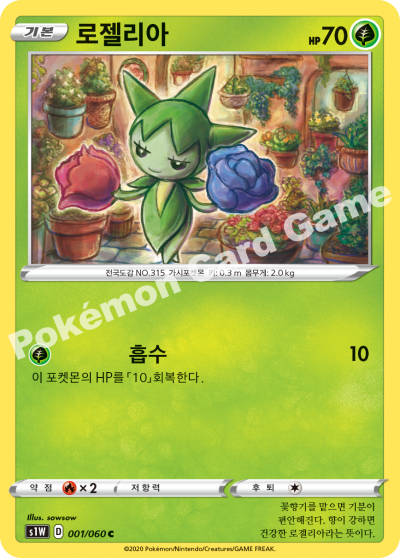 기본 로젤리아 HP 70
전국도감 NO.315 가시포켓몬 키: 0.3 m 몸무게: 2.0 kg
Pokémon Card Game
흡수 10
이 포켓몬의 HP를 「10」회복한다.
약점 ×2 저항력 후퇴
Illus. sowsow
s1W D 001/060 C
꽃향기를 맡으면 기분이
편안해진다. 향이 강하면
건강한 로젤리아라는 뜻이다.
©2020 Pokémon/Nintendo/Creatures/GAME FREAK.